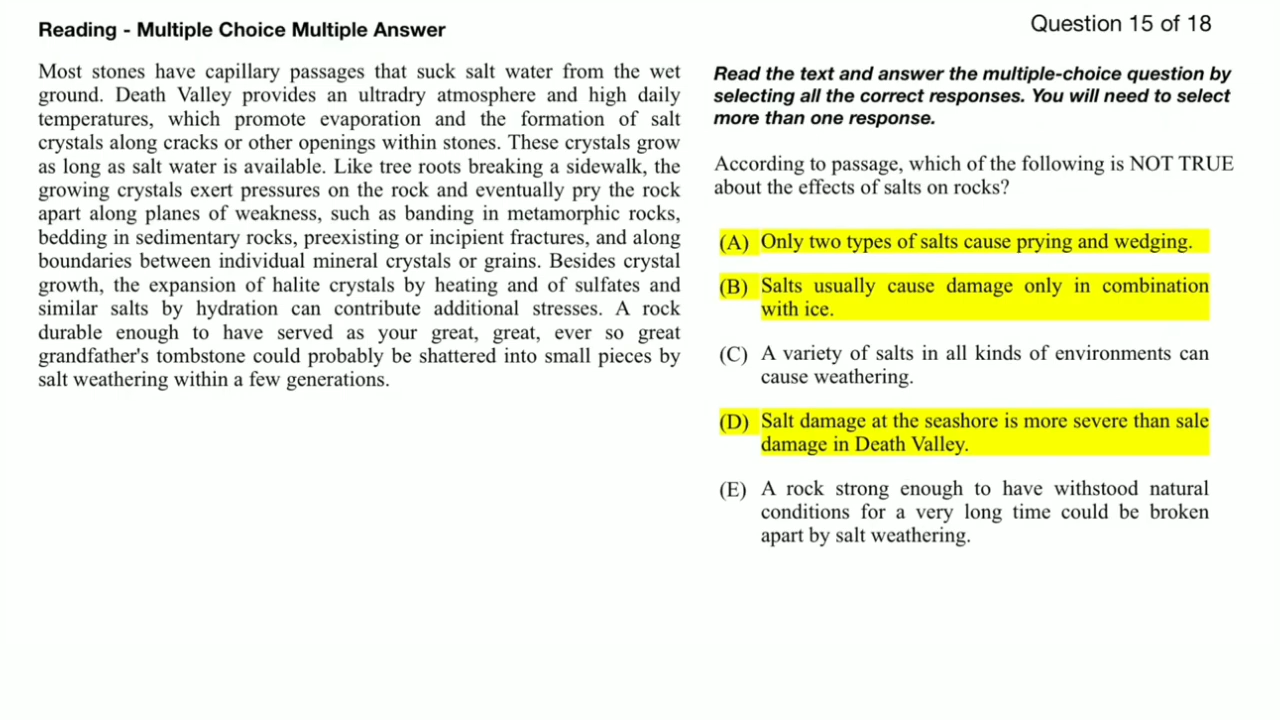 Reading - Multiple Choice Multiple Answer
Question 15 of 18
Most stones have capillary passages that suck salt water from the wet
ground. Death Valley provides an ultradry atmosphere and high daily
temperatures, which promote evaporation and the formation of salt
crystals along cracks or other openings within stones. These crystals grow
as long as salt water is available. Like tree roots breaking a sidewalk, the
growing crystals exert pressures on the rock and eventually pry the rock
apart along planes of weakness, such as banding in metamorphic rocks,
bedding in sedimentary rocks, preexisting or incipient fractures, and along
boundaries between individual mineral crystals or grains. Besides crystal
growth, the expansion of halite crystals by heating and of sulfates and
similar salts by hydration can contribute additional stresses. A rock
durable enough to have served as your great, great, ever so great
grandfather's tombstone could probably be shattered into small pieces by
salt weathering within a few generations.
Read the text and answer the multiple-choice question by
selecting all the correct responses. You will need to select
more than one response.
According to passage, which of the following is NOT TRUE
about the effects of salts on rocks?
(A) Only two types of salts cause prying and wedging.
(B) Salts usually cause damage only in combination
with ice.
(C) A variety of salts in all kinds of environments can
cause weathering.
(D) Salt damage at the seashore is more severe than sale
damage in Death Valley.
(E) A rock strong enough to have withstood natural
conditions for a very long time could be broken
apart by salt weathering.